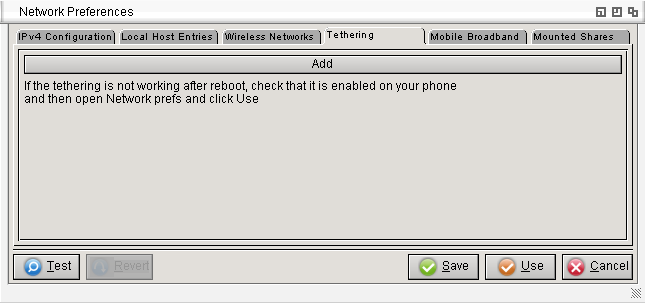 Network Preferences
IPv4 Configuration Local Host Entries Wireless Networks Tethering Mobile Broadband Mounted Shares
Add
If the tethering is not working after reboot, check that it is enabled on your phone
and then open Network prefs and click Use
Test Revert Save Use Cancel